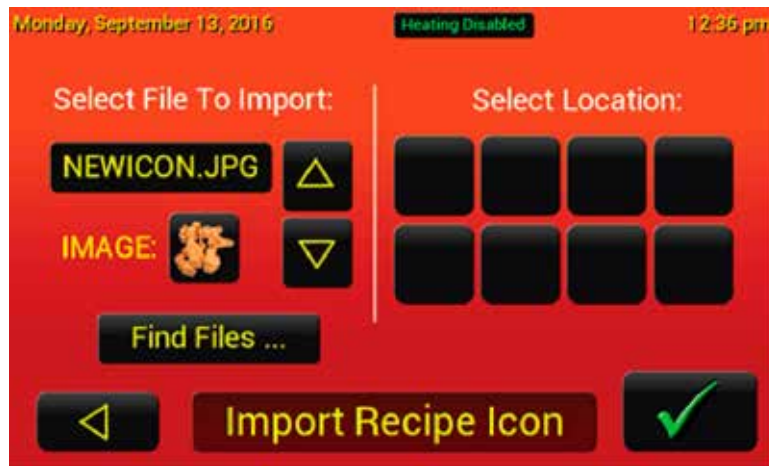 Monday, September 13, 2016
Heating Disabled
12:36 pm
Select File To Import:
NEWICON.JPG
IMAGE:
Find Files ...
Select Location:
Import Recipe Icon